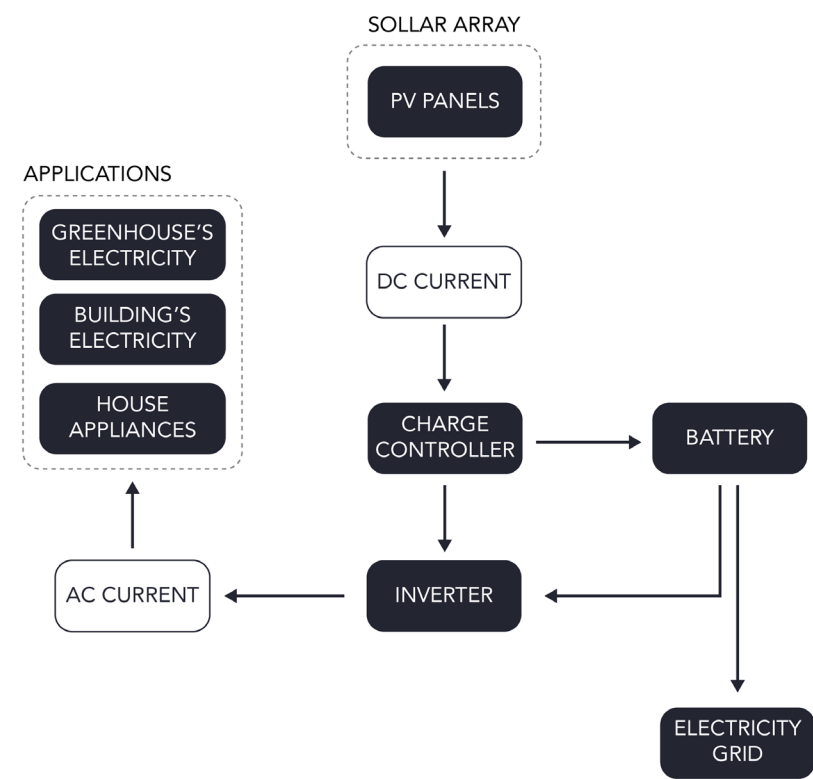 SOLLAR ARRAY
PV PANELS
APPLICATIONS
GREENHOUSE'S
ELECTRICITY
BUILDING'S
ELECTRICITY
HOUSE
APPLIANCES
DC CURRENT
CHARGE
CONTROLLER
BATTERY
AC CURRENT
INVERTER
ELECTRICITY
GRID